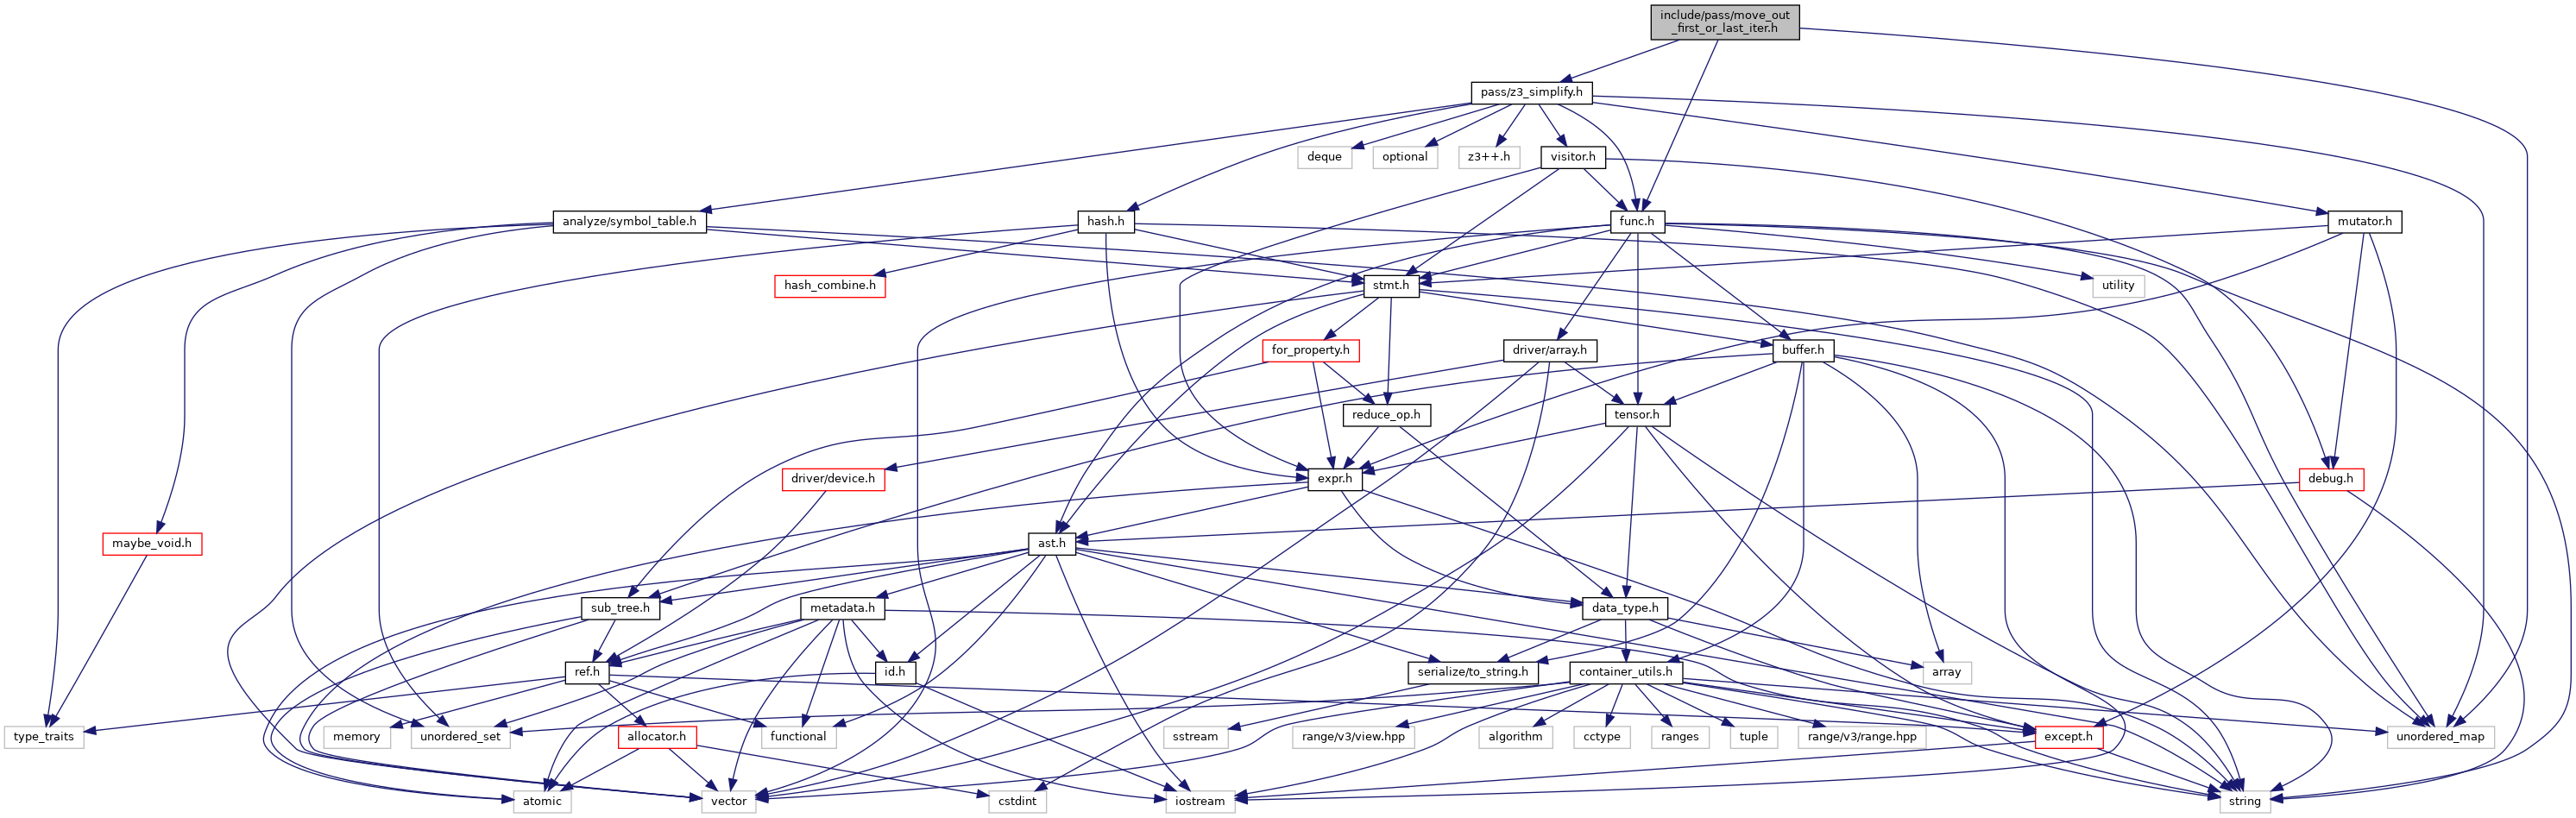 include/pass/move_out
_first_or_last_iter.h
pass/z3_simplify.h
deque
optional
z3++.h
visitor.h
analyze/symbol_table.h
hash.h
func.h
mutator.h
hash_combine.h
stmt.h
utility
for_property.h
driver/array.h
buffer.h
reduce_op.h
tensor.h
driver/device.h
expr.h
debug.h
maybe_void.h
ast.h
sub_tree.h
metadata.h
data_type.h
ref.h
id.h
serialize/to_string.h
container_utils.h
array
type_traits
memory
unordered_set
allocator.h
functional
sstream
range/v3/view.hpp
algorithm
cctype
ranges
tuple
range/v3/range.hpp
except.h
unordered_map
atomic
vector
cstdint
iostream
string